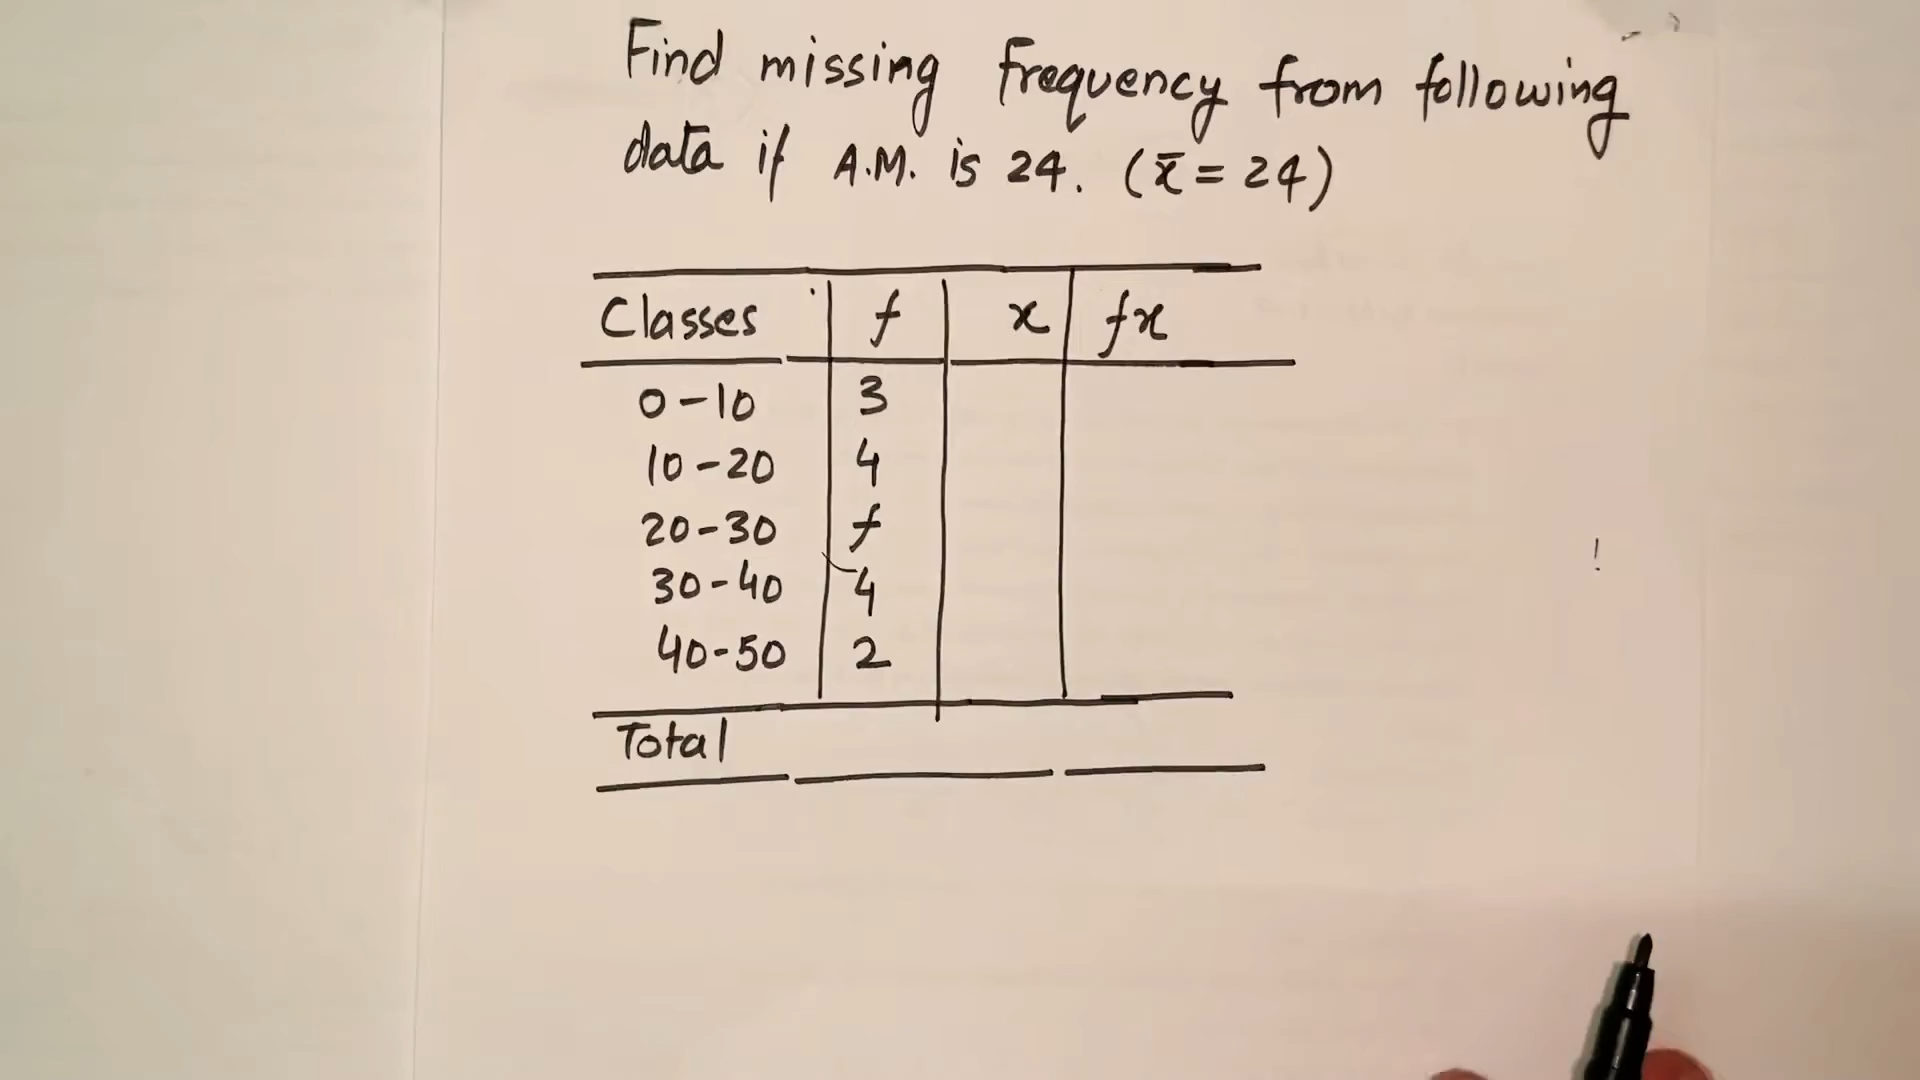 Find missing frequency from following
data if A.M. is 24. (x̄ = 24)
Classes f x fx
0-10 3
10-20 4
20-30 f
30-40 4
40-50 2
Total
!